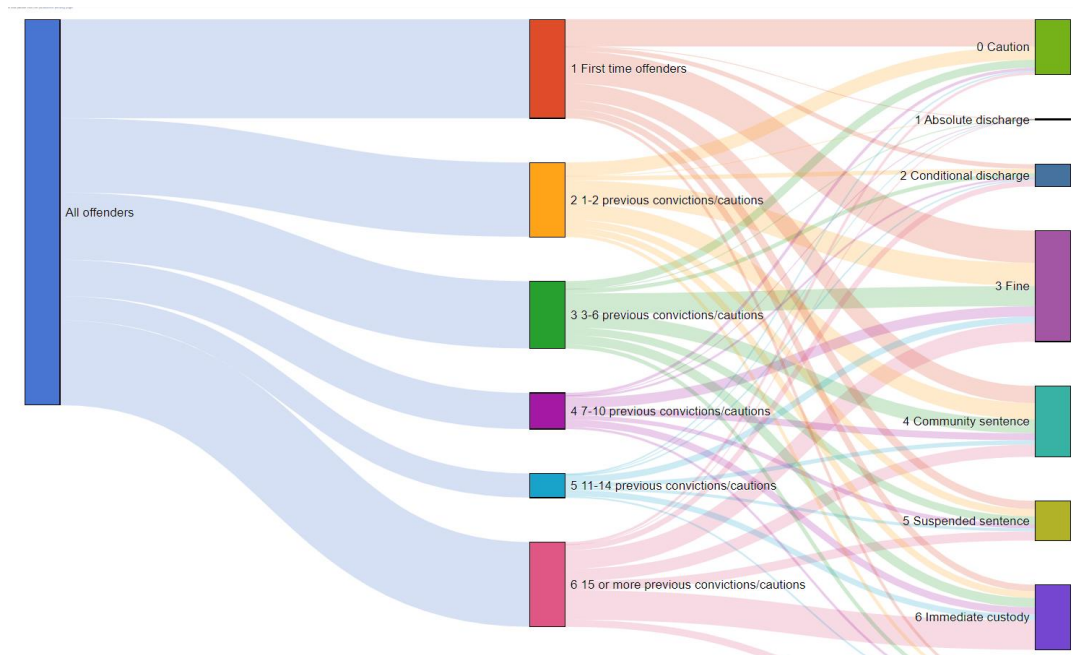 All offenders
1 First time offenders
2 1-2 previous convictions/cautions
3 3-6 previous convictions/cautions
4 7-10 previous convictions/cautions
5 11-14 previous convictions/cautions
6 15 or more previous convictions/cautions
0 Caution
1 Absolute discharge
2 Conditional discharge
3 Fine
4 Community sentence
5 Suspended sentence
6 Immediate custody